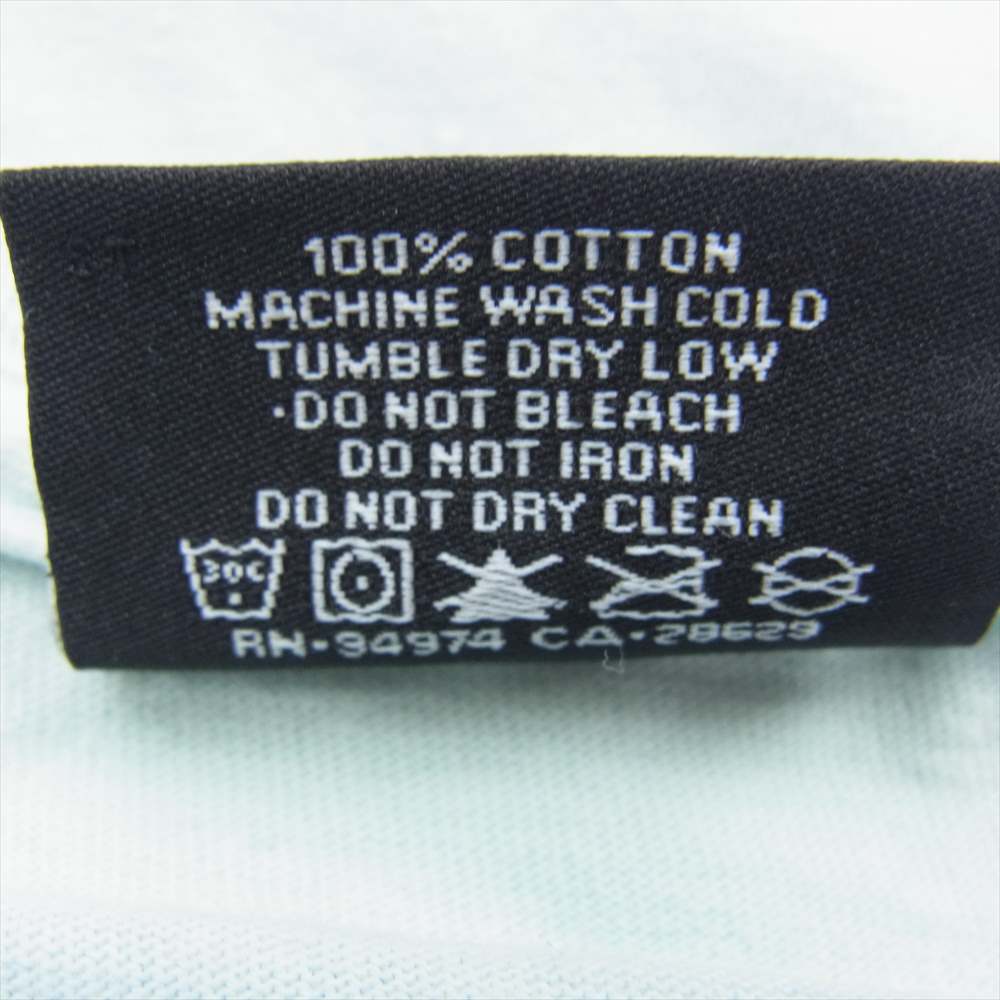 100% COTTON
MACHINE WASH COLD
TUMBLE DRY LOW
·DO NOT BLEACH
DO NOT IRON
DO NOT DRY CLEAN
30C
RN-94974 CA-28629